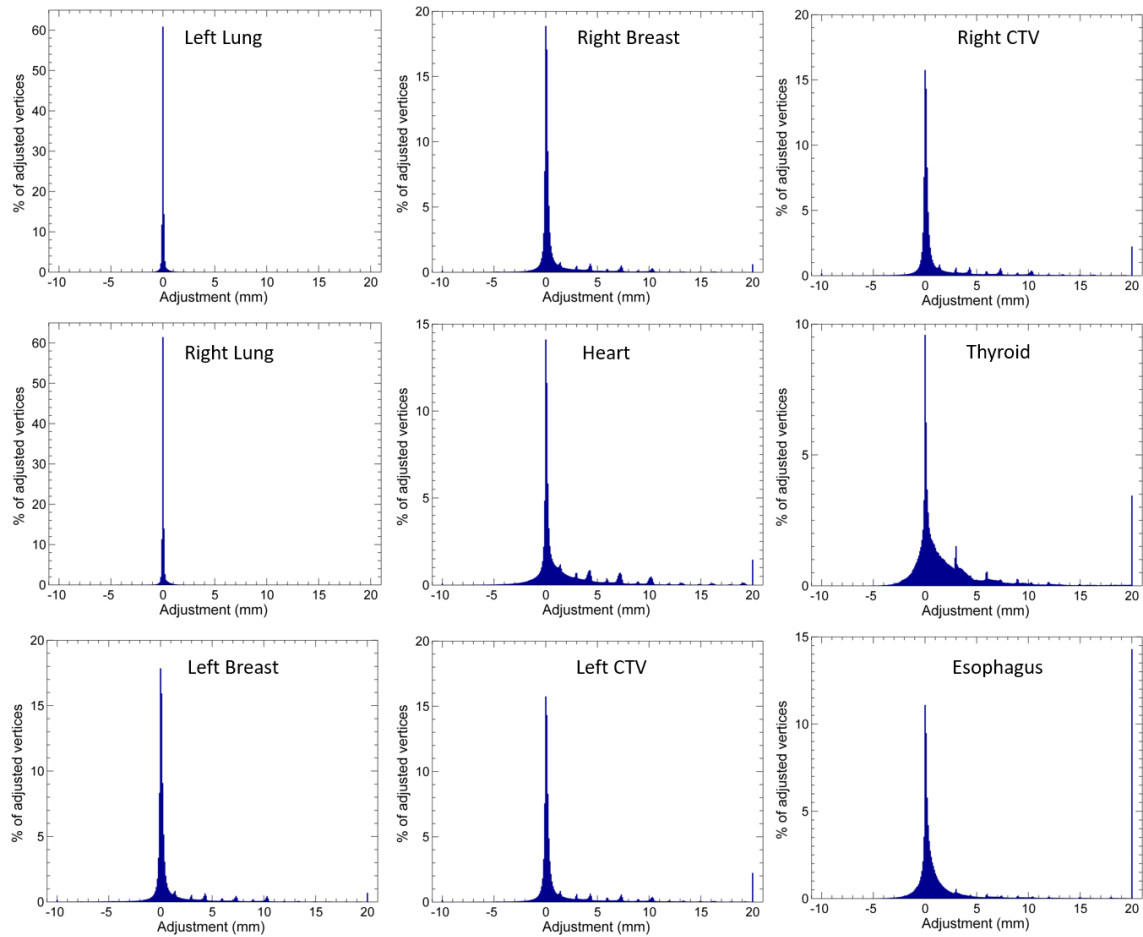 Left Lung
% of adjusted vertices
60
50
40
30
20
10
0
-10 -5 0 5 10 15 20
Adjustment (mm)
Right Breast
% of adjusted vertices
20
15
10
5
0
-10 -5 0 5 10 15 20
Adjustment (mm)
Right CTV
% of adjusted vertices
20
15
10
5
0
-10 -5 0 5 10 15 20
Adjustment (mm)
Right Lung
% of adjusted vertices
60
50
40
30
20
10
0
-10 -5 0 5 10 15 20
Adjustment (mm)
Heart
% of adjusted vertices
15
10
5
0
-10 -5 0 5 10 15 20
Adjustment (mm)
Thyroid
% of adjusted vertices
10
5
0
-10 -5 0 5 10 15 20
Adjustment (mm)
Left Breast
% of adjusted vertices
20
15
10
5
0
-10 -5 0 5 10 15 20
Adjustment (mm)
Left CTV
% of adjusted vertices
20
15
10
5
0
-10 -5 0 5 10 15 20
Adjustment (mm)
Esophagus
% of adjusted vertices
15
10
5
0
-10 -5 0 5 10 15 20
Adjustment (mm)